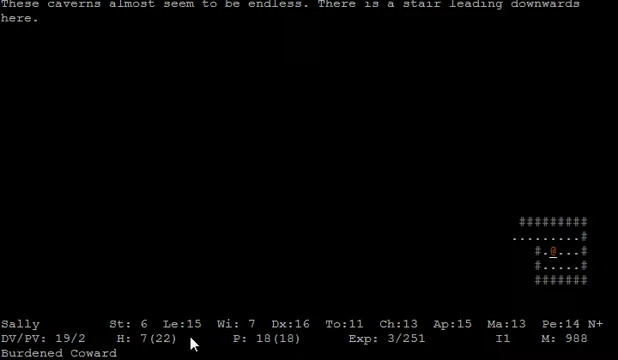 These caverns almost seem to be endless. There is a stair leading downwards
here.
#########
.........#
#.@...#
#.....#
#######
Sally St: 6 Le:15 Wi: 7 Dx:16 To:11 Ch:13 Ap:15 Ma:13 Pe:14 N+
DV/PV: 19/2 H: 7(22) P: 18(18) Exp: 3/251 I1 M: 988
Burdened Coward